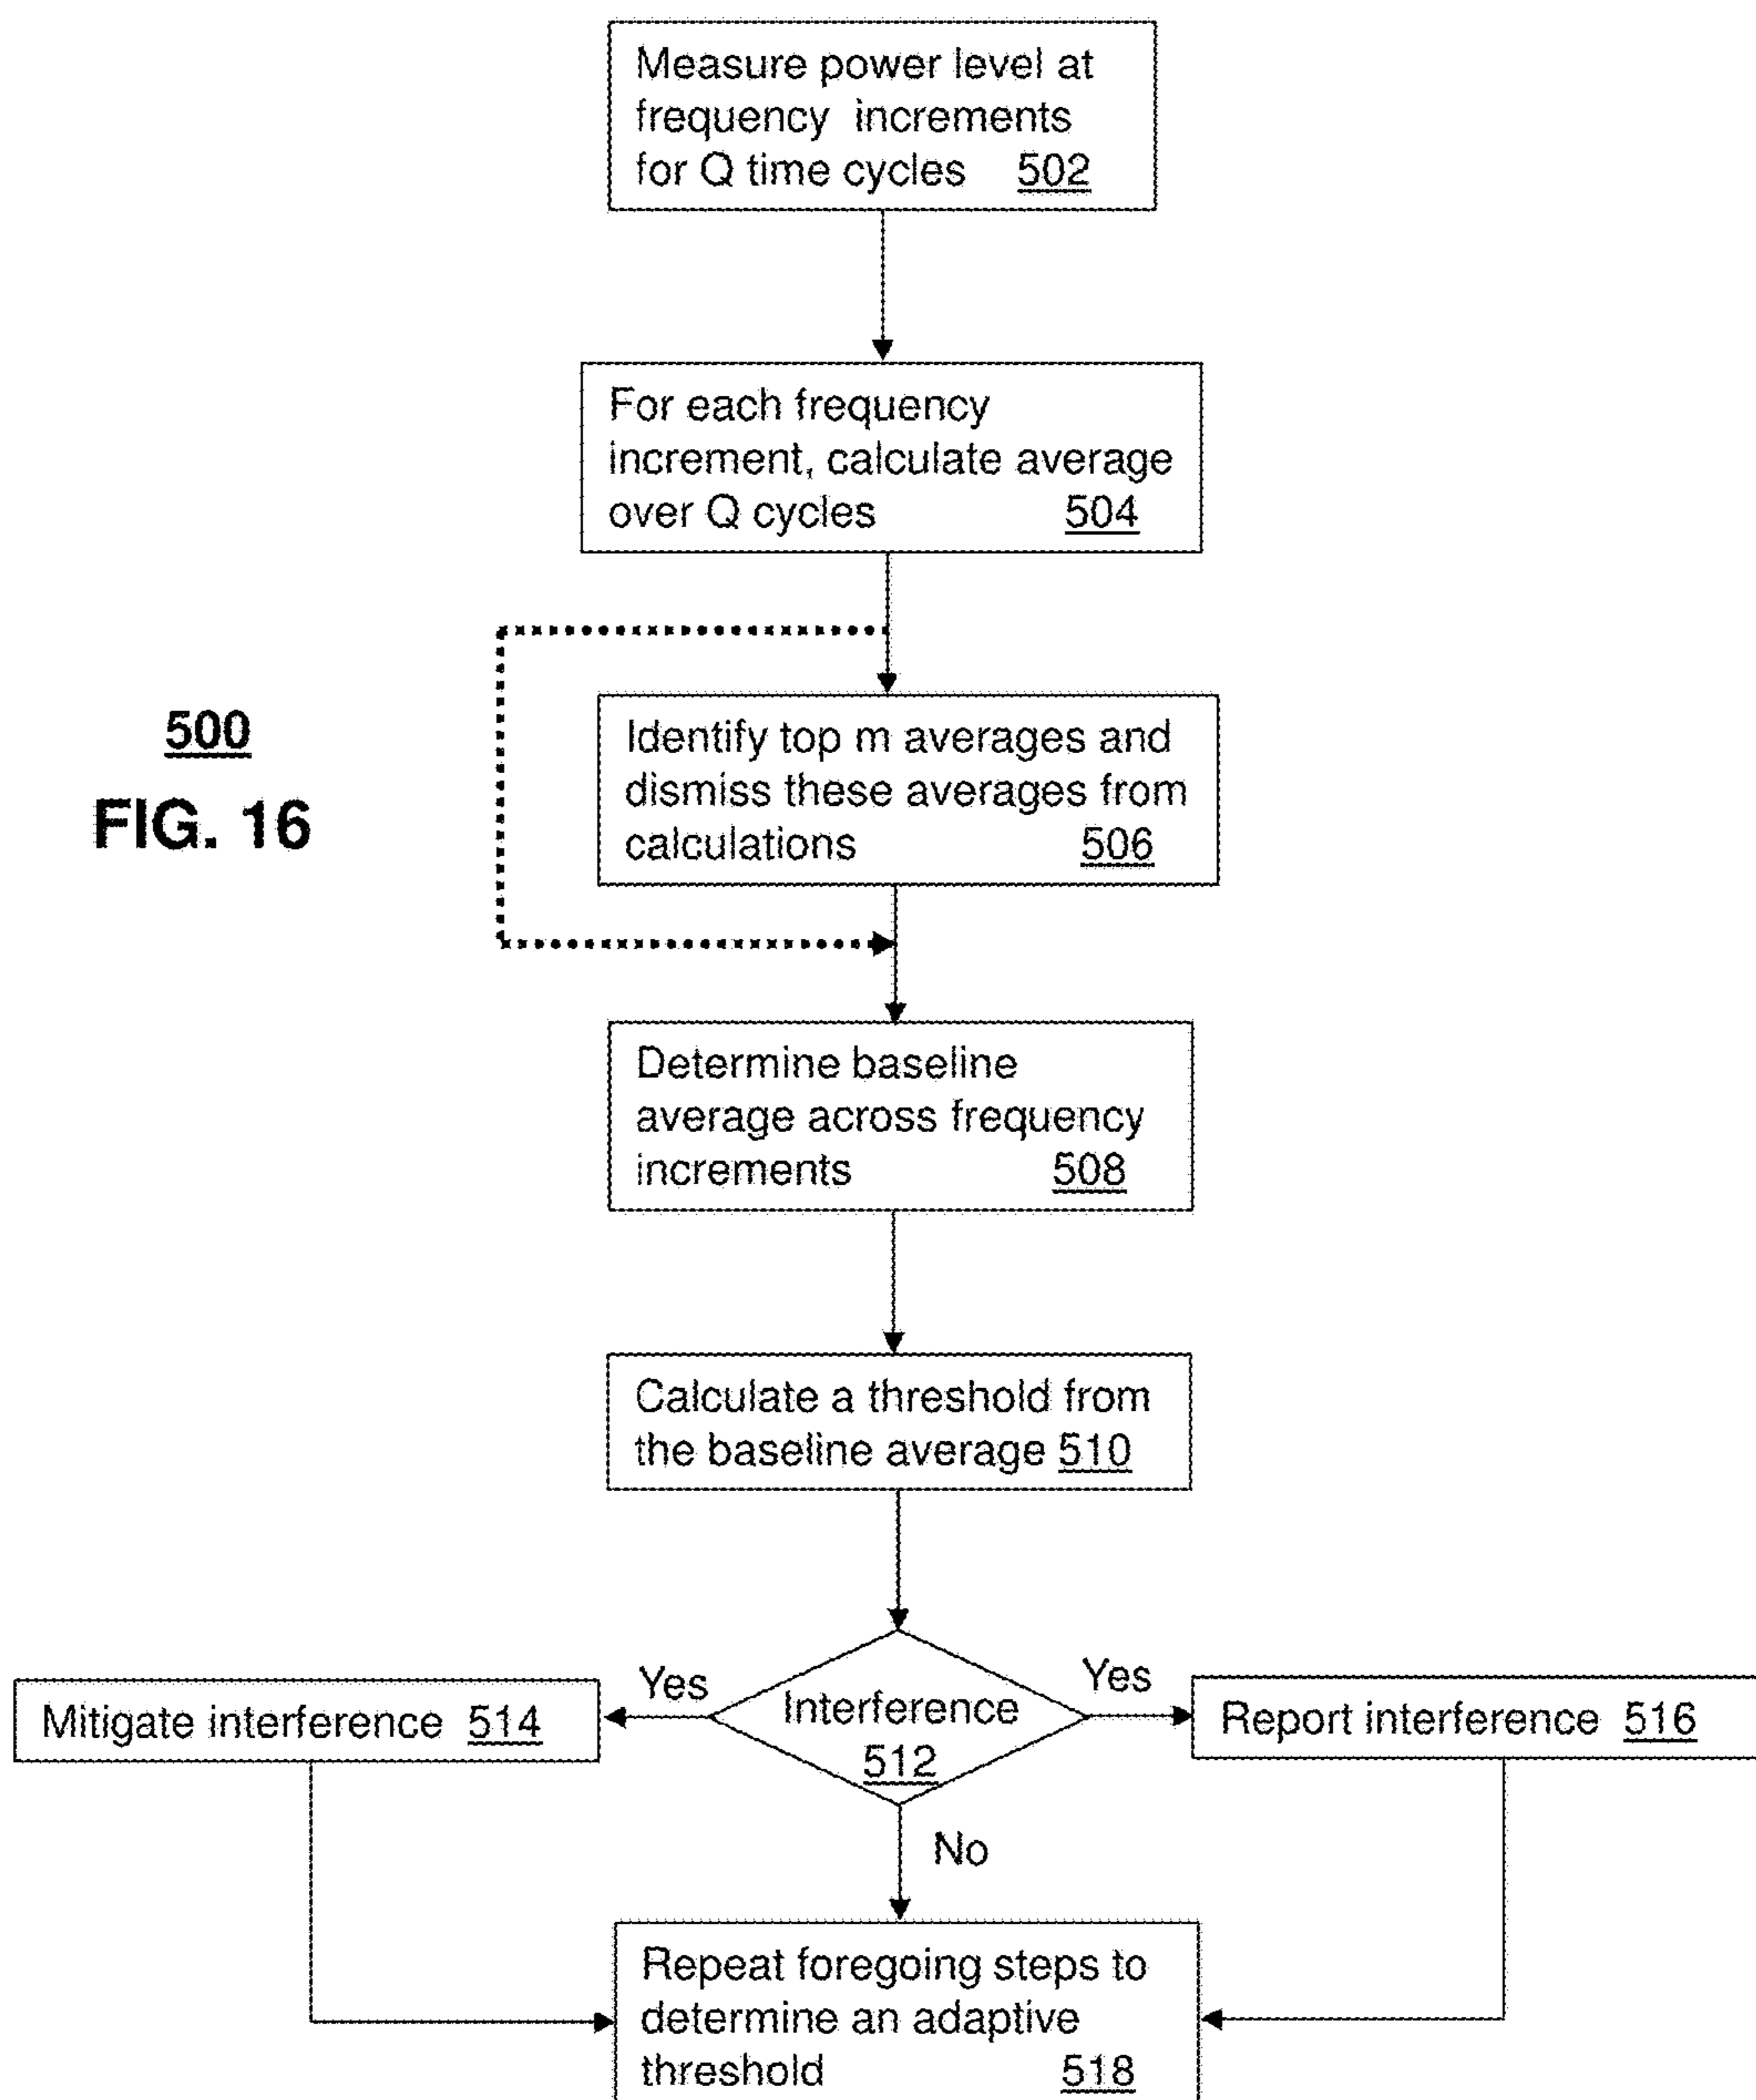 Measure power level at
frequency increments
for Q time cycles 502
For each frequency
increment, calculate average
over Q cycles 504
500
FIG. 16
Identify top m averages and
dismiss these averages from
calculations 506
Determine baseline
average across frequency
increments 508
Calculate a threshold from
the baseline average 510
Yes
Yes
Mitigate interference 514
Interference
512
Report interference 516
No
Repeat foregoing steps to
determine an adaptive
threshold 518